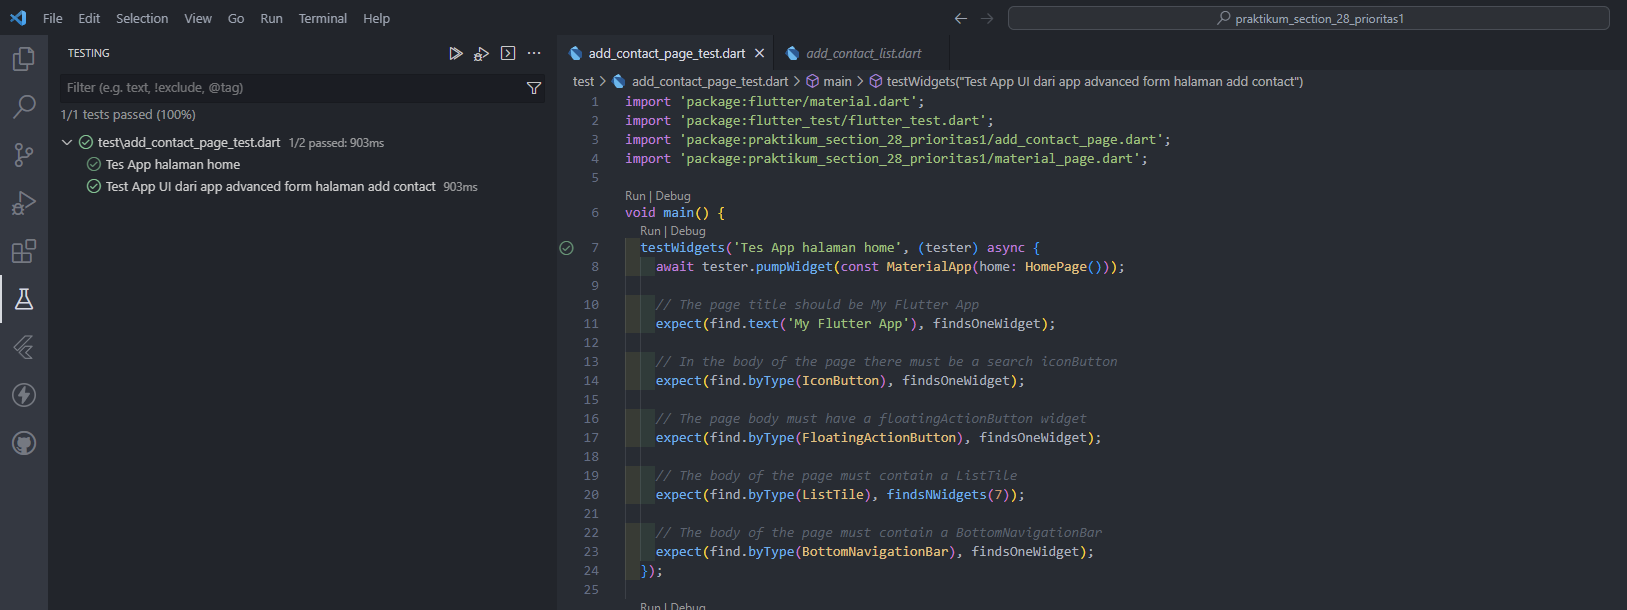 File Edit Selection View Go Run Terminal Help
praktikum_section_28_prioritas1
TESTING
Filter (e.g. text, !exclude, @tag)
1/1 tests passed (100%)
test\add_contact_page_test.dart 1/2 passed: 903ms
Tes App halaman home
Test App UI dari app advanced form halaman add contact 903ms
add_contact_page_test.dart
add_contact_list.dart
test > add_contact_page_test.dart > main > testWidgets("Test App UI dari app advanced form halaman add contact")
1 import 'package:flutter/material.dart';
2 import 'package:flutter_test/flutter_test.dart';
3 import 'package:praktikum_section_28_prioritas1/add_contact_page.dart';
4 import 'package:praktikum_section_28_prioritas1/material_page.dart';
5
Run | Debug
6 void main() {
Run | Debug
7 testWidgets('Tes App halaman home', (tester) async {
8 await tester.pumpWidget(const MaterialApp(home: HomePage()));
9
10 // The page title should be My Flutter App
11 expect(find.text('My Flutter App'), findsOneWidget);
12
13 // In the body of the page there must be a search iconButton
14 expect(find.byType(IconButton), findsOneWidget);
15
16 // The page body must have a floatingActionButton widget
17 expect(find.byType(FloatingActionButton), findsOneWidget);
18
19 // The body of the page must contain a ListTile
20 expect(find.byType(ListTile), findsNWidgets(7));
21
22 // The body of the page must contain a BottomNavigationBar
23 expect(find.byType(BottomNavigationBar), findsOneWidget);
24 });
25
Run | Debug